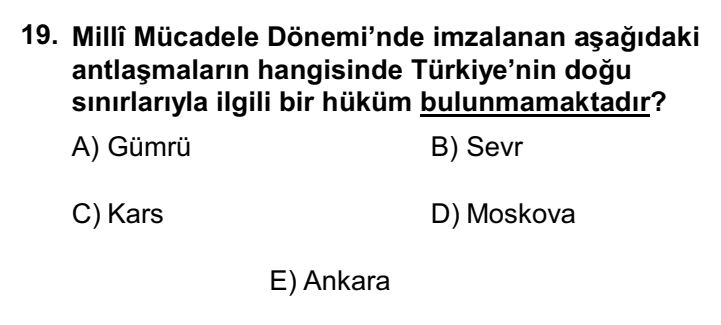 19. Millî Mücadele Dönemi’nde imzalanan aşağıdaki
antlaşmaların hangisinde Türkiye’nin doğu
sınırlarıyla ilgili bir hüküm bulunmamaktadır?
A) Gümrü B) Sevr
C) Kars D) Moskova
E) Ankara